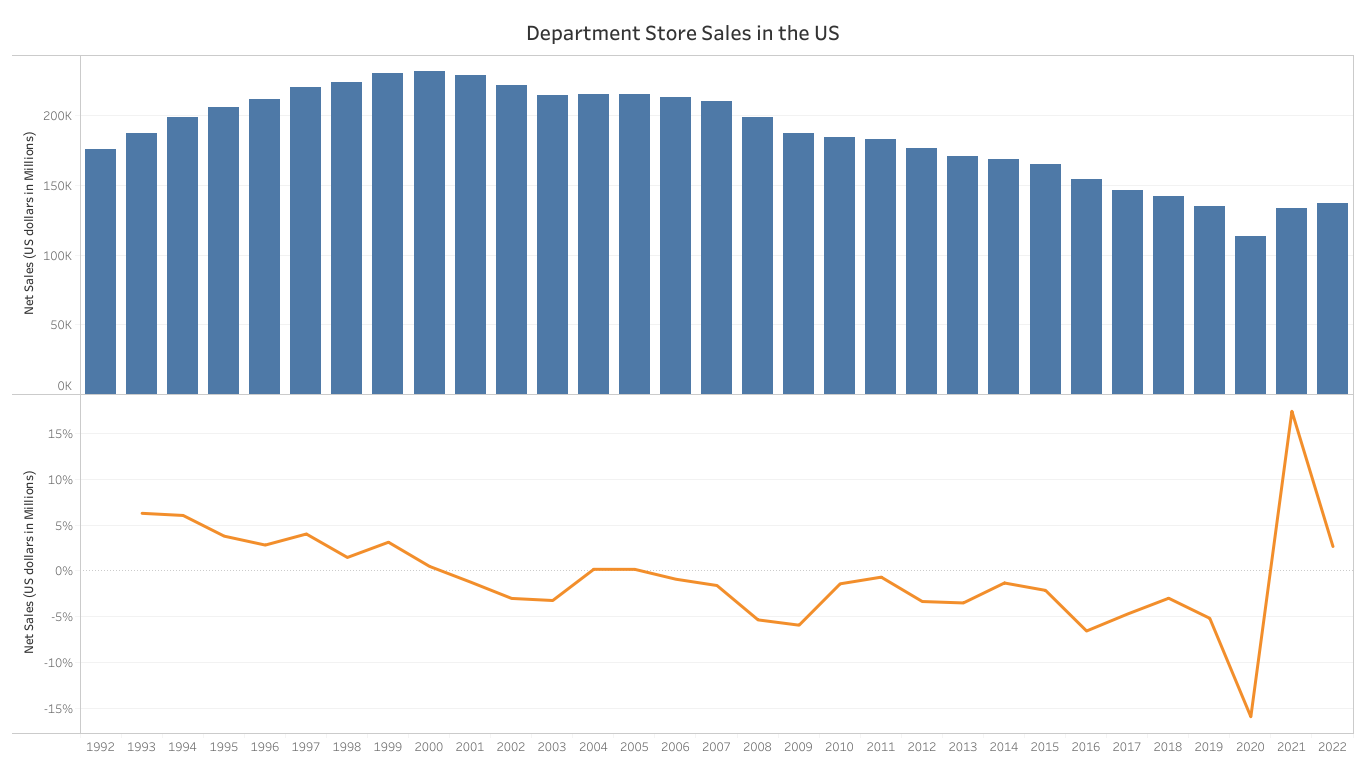 Department Store Sales in the US
Net Sales (US dollars in Millions)
200K
150K
100K
50K
0K
Net Sales (US dollars in Millions)
15%
10%
5%
0%
-5%
-10%
-15%
1992 1993 1994 1995 1996 1997 1998 1999 2000 2001 2002 2003 2004 2005 2006 2007 2008 2009 2010 2011 2012 2013 2014 2015 2016 2017 2018 2019 2020 2021 2022